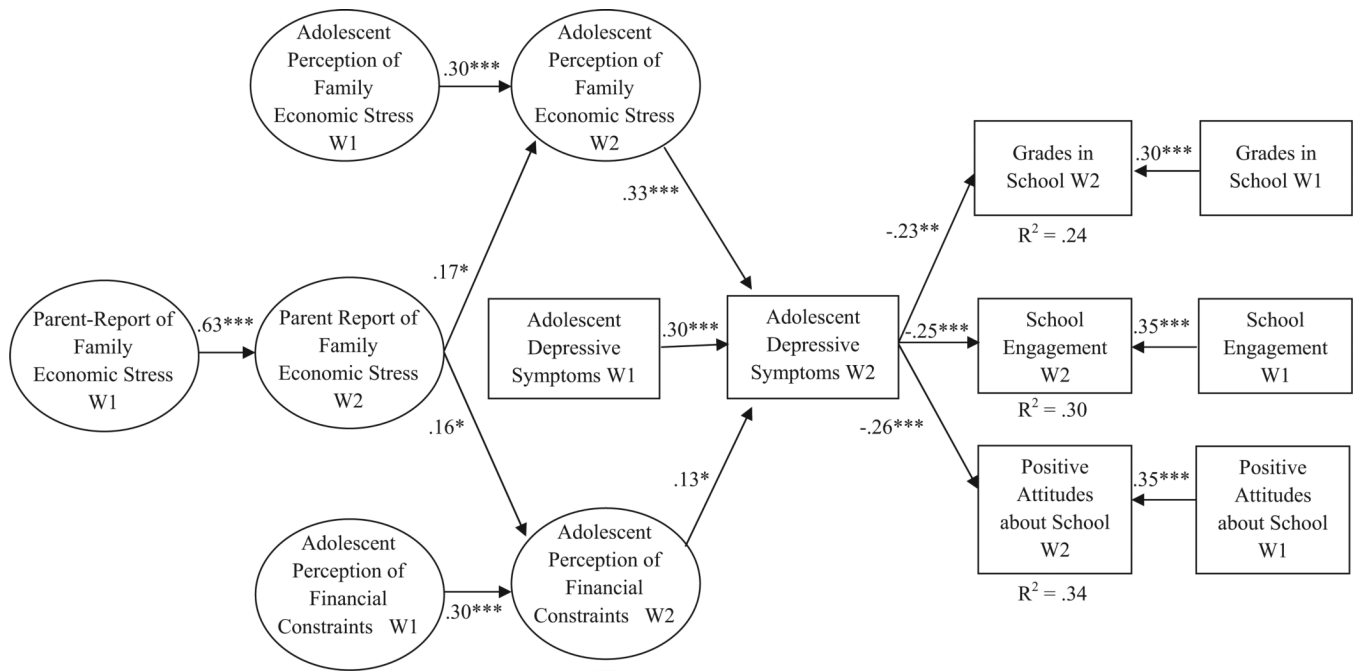 Adolescent
Perception of
Family
Economic Stress
W1
.30***
Adolescent
Perception of
Family
Economic Stress
W2
.33***
.17*
Parent-Report of
Family
Economic Stress
W1
.63***
Parent Report of
Family
Economic Stress
W2
.16*
Adolescent
Depressive
Symptoms W1
.30***
Adolescent
Depressive
Symptoms W2
Adolescent
Perception of
Financial
Constraints W1
.30***
Adolescent
Perception of
Financial
Constraints W2
.13*
-.23**
Grades in
School W2
R² = .24
.30***
Grades in
School W1
-.25***
School
Engagement
W2
R² = .30
.35***
School
Engagement
W1
-.26***
Positive
Attitudes
about School
W2
R² = .34
.35***
Positive
Attitudes
about School
W1